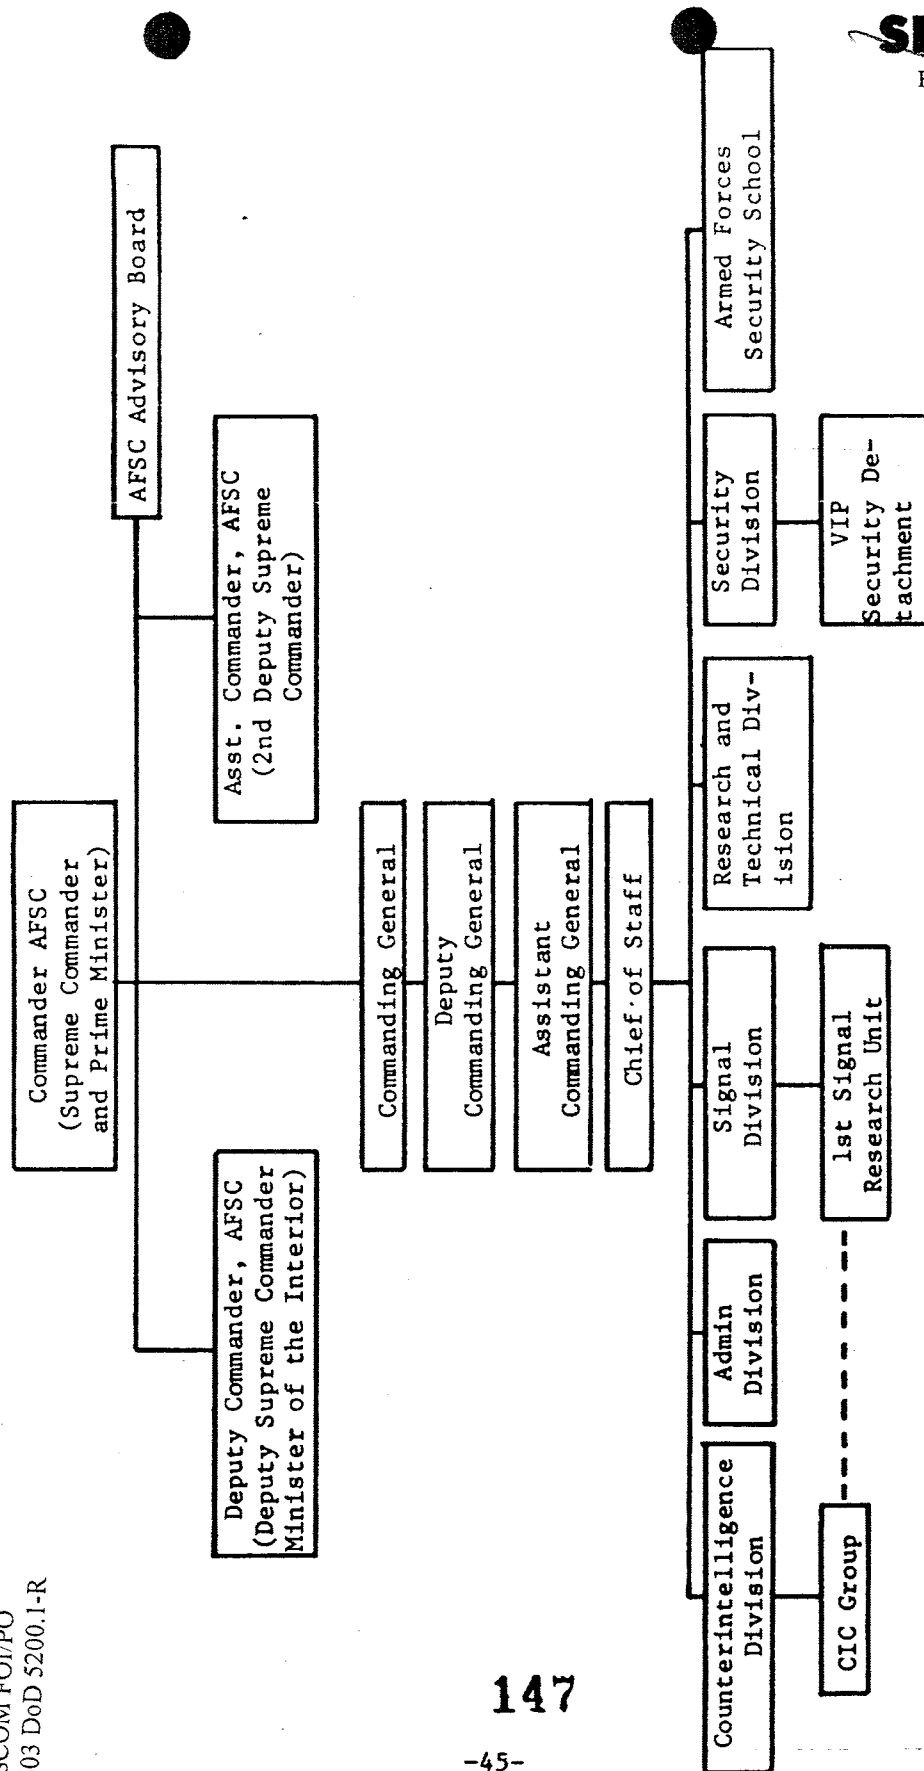 SCOM FOI/PO
03 DoD 5200.1-R
Commander AFSC
(Supreme Commander
and Prime Minister)
AFSC Advisory Board
Deputy Commander, AFSC
(Deputy Supreme Commander
Minister of the Interior)
Asst. Commander, AFSC
(2nd Deputy Supreme
Commander)
Commanding General
Deputy
Commanding General
Assistant
Commanding General
Chief of Staff
Counterintelligence
Division
Admin
Division
Signal
Division
Research and
Technical Div-
ision
Security
Division
Armed Forces
Security School
CIC Group
1st Signal
Research Unit
VIP
Security De-
tachment
147
-45-